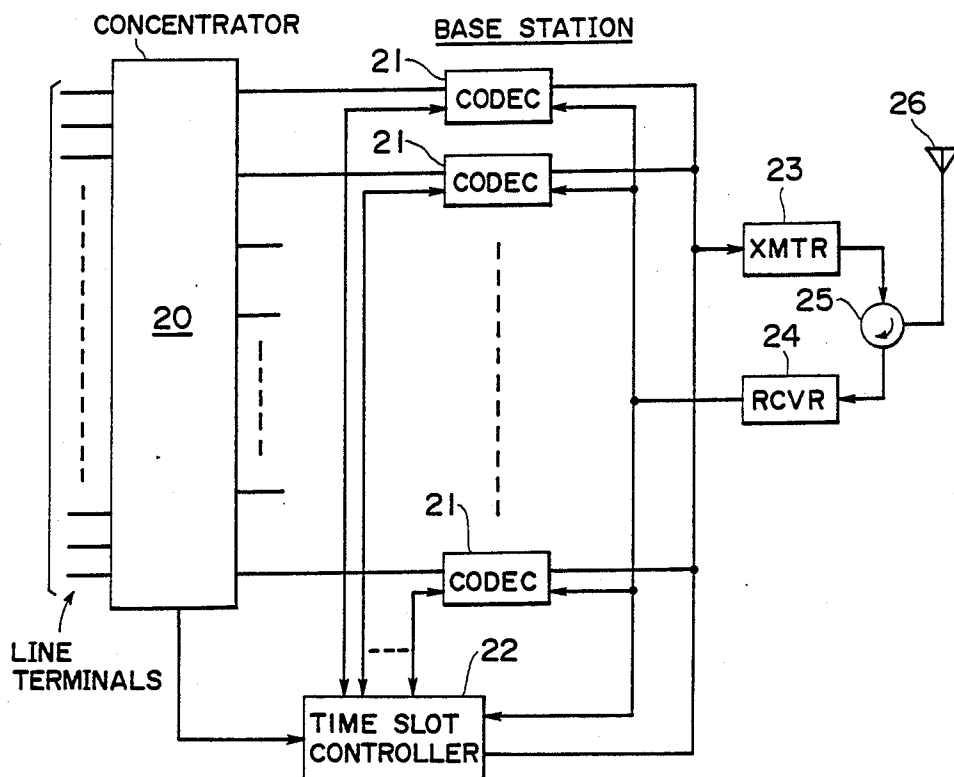 CONCENTRATOR
BASE STATION
21
CODEC
26
21
CODEC
23
XMTR
20
25
24
RCVR
21
CODEC
LINE
TERMINALS
22
TIME SLOT
CONTROLLER